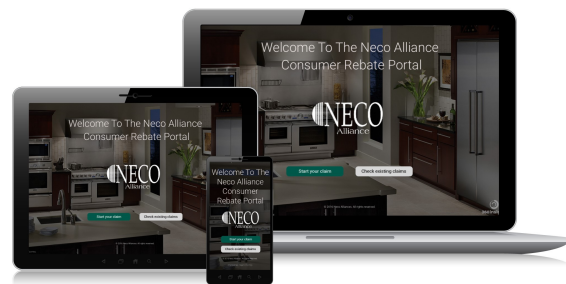 Welcome To The Neco Alliance
Consumer Rebate Portal
NECO
Alliance
Start your claim
Check existing claims
Welcome To The Neco Alliance
Consumer Rebate Portal
NECO
Alliance
Start your claim
Check existing claims
Welcome To The
Neco Alliance
Consumer
Rebate Portal
NECO
Alliance
Start your claim
Check existing claims